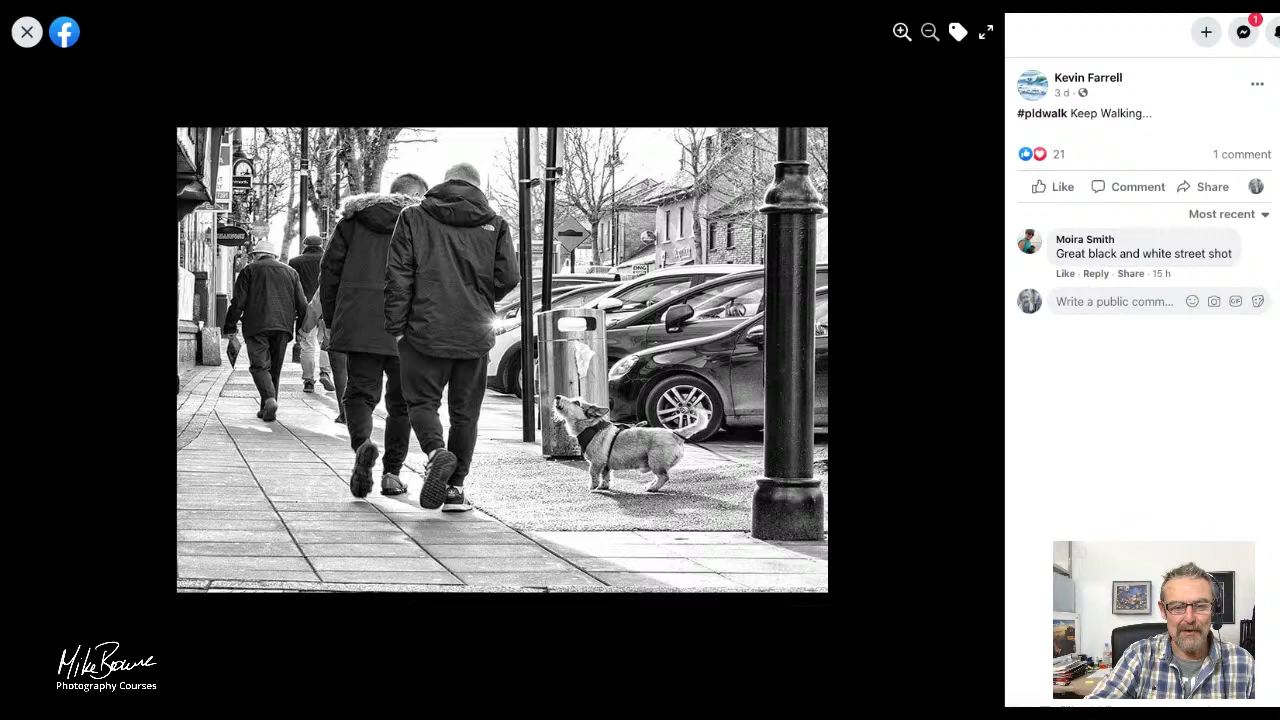 1
Kevin Farrell
3 d
#pldwalk Keep Walking...
21
1 comment
Like
Comment
Share
Most recent
Moira Smith
Great black and white street shot
Like · Reply · Share · 15 h
Write a public comm...
GIF
Mike Browne
Photography Courses